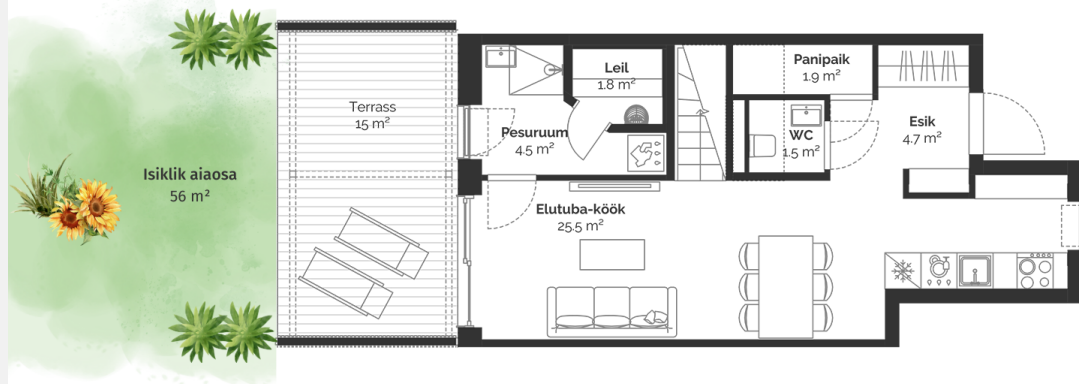 Isiklik aiaosa
56 m²
Terrass
15 m²
Pesuruum
4.5 m²
Leil
1.8 m²
Panipaik
1.9 m²
WC
1.5 m²
Esik
4.7 m²
Elutuba-köök
25.5 m²